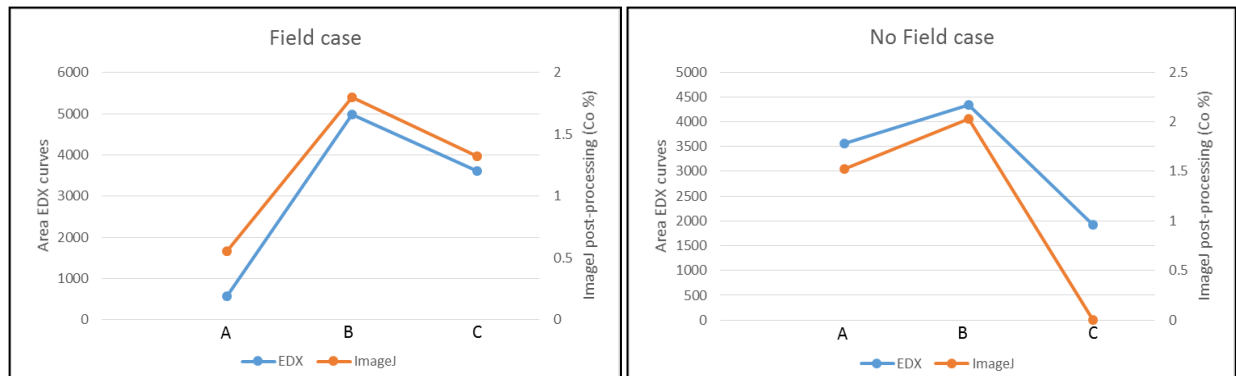 Field case
Area EDX curves
6000
5000
4000
3000
2000
1000
0
2
1.5
1
0.5
0
ImageJ post-processing (Co %)
A B C
EDX ImageJ
No Field case
Area EDX curves
5000
4500
4000
3500
3000
2500
2000
1500
1000
500
0
2.5
2
1.5
1
0.5
0
ImageJ post-processing (Co %)
A B C
EDX ImageJ